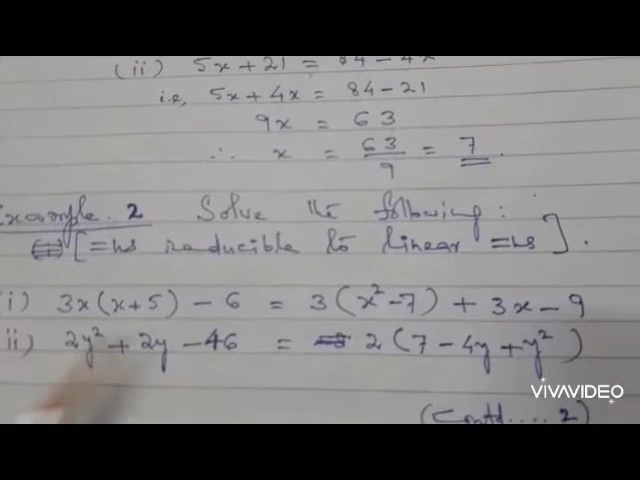 (ii) 5x + 21 = 84 - 4x
i.e, 5x + 4x = 84 - 21
9x = 63
∴ x = 63/9 = 7.
Example. 2 Solve the following:
[=ns reducible to linear =ns].
(i) 3x(x+5) - 6 = 3(x² - 7) + 3x - 9
ii) 2y² + 2y - 46 = 2(7 - 4y + y²)
VIVAVIDEO
(Contd.... 2)